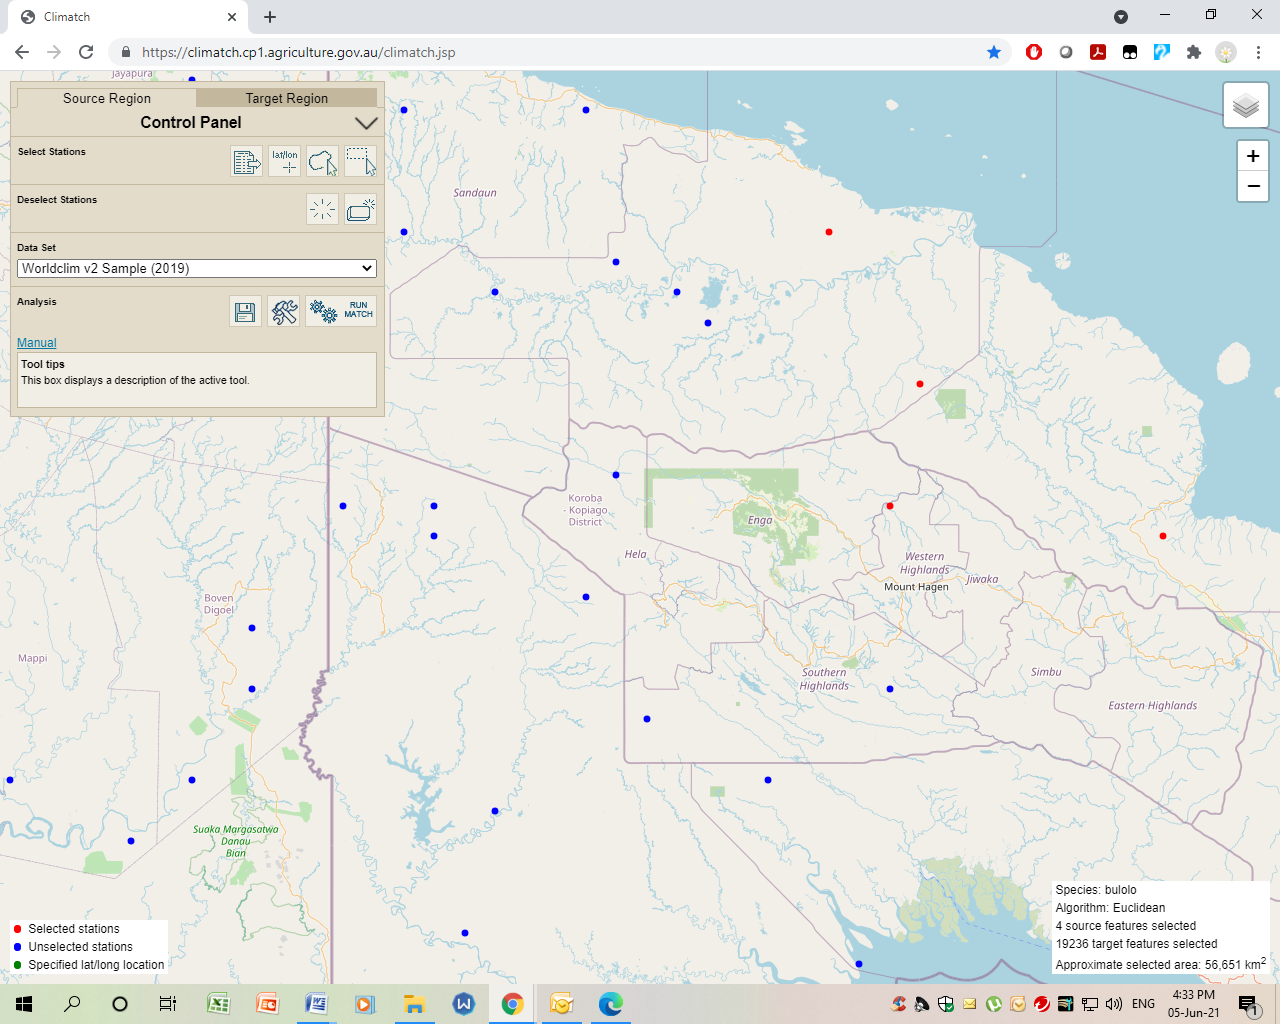 Climatch
https://climatch.cp1.agriculture.gov.au/climatch.jsp
Jayapura
Source Region
Target Region
Control Panel
Select Stations
lat/lon
Deselect Stations
Data Set
Worldclim v2 Sample (2019)
Analysis
RUN
MATCH
Manual
Tool tips
This box displays a description of the active tool.
+
−
Sandaun
Koroba
- Kopiago
District
Enga
Hela
Western
Highlands
Jiwaka
Mount Hagen
Boven
Digoel
Mappi
Southern
Highlands
Simbu
Eastern Highlands
Suaka Margasatwa
Danau
Bian
Selected stations
Unselected stations
Specified lat/long location
Species: bulolo
Algorithm: Euclidean
4 source features selected
19236 target features selected
Approximate selected area: 56,651 km2
ENG
4:33 PM
05-Jun-21
1